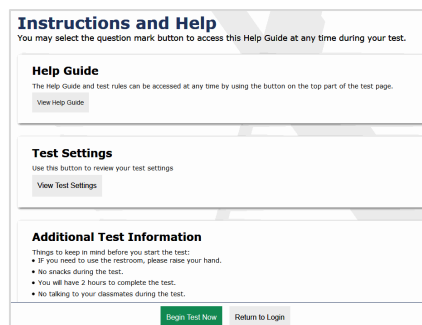 Instructions and Help
You may select the question mark button to access this Help Guide at any time during your test.
Help Guide
The Help Guide and test rules can be accessed at any time by using the button on the top part of the test page.
View Help Guide
Test Settings
Use this button to review your test settings
View Test Settings
Additional Test Information
Things to keep in mind before you start the test:
• IF you need to use the restroom, please raise your hand.
• No snacks during the test.
• You will have 2 hours to complete the test.
• No talking to your classmates during the test.
Begin Test Now Return to Login